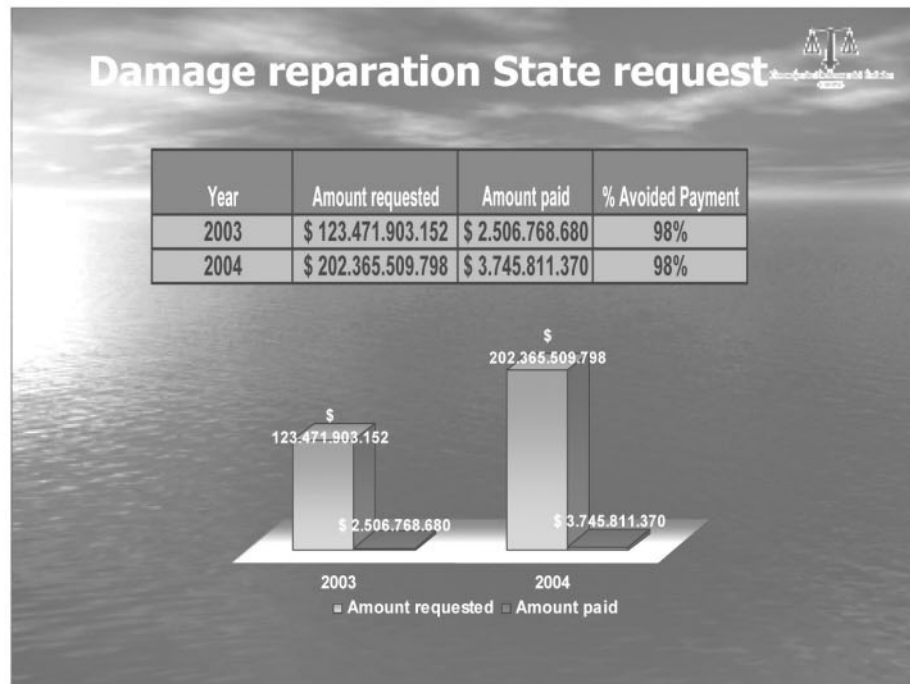 Damage reparation State request
Year Amount requested Amount paid % Avoided Payment
2003 $ 123.471.903.152 $ 2.506.768.680 98%
2004 $ 202.365.509.798 $ 3.745.811.370 98%
$
202.365.509.798
$
123.471.903.152
$ 2.506.768.680
$ 3.745.811.370
2003
2004
Amount requested Amount paid